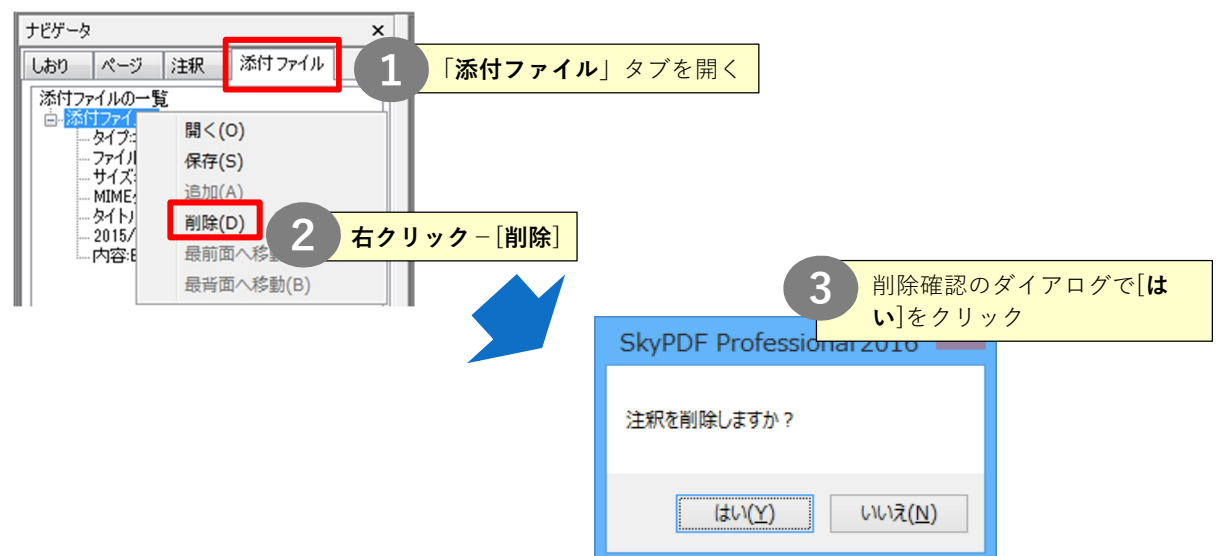 ナビゲータ
しおり ページ 注釈 添付ファイル
1
「添付ファイル」タブを開く
添付ファイルの一覧
添付ファイ
タイプ:
ファイル
サイズ:
MIME
タイトル
2015/
内容:
開く(O)
保存(S)
追加(A)
削除(D)
最前面へ移動
最背面へ移動(B)
2
右クリック－[削除]
3
削除確認のダイアログで[は
い]をクリック
SkyPDF Professional 2016
注釈を削除しますか？
はい(Y) いいえ(N)